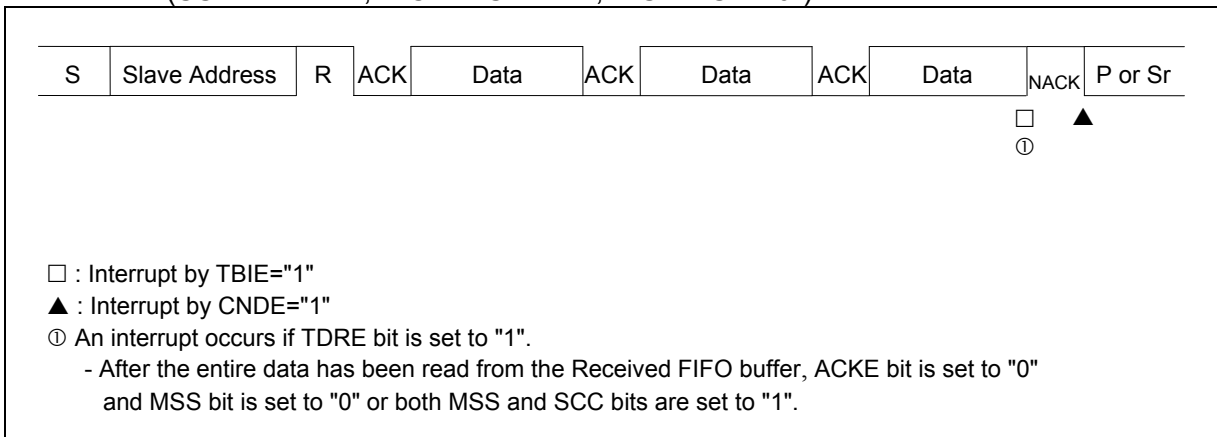 S Slave Address R ACK Data ACK Data ACK Data NACK P or Sr
□ ▲
①
□ : Interrupt by TBIE="1"
▲ : Interrupt by CNDE="1"
① An interrupt occurs if TDRE bit is set to "1".
- After the entire data has been read from the Received FIFO buffer, ACKE bit is set to "0"
and MSS bit is set to "0" or both MSS and SCC bits are set to "1".